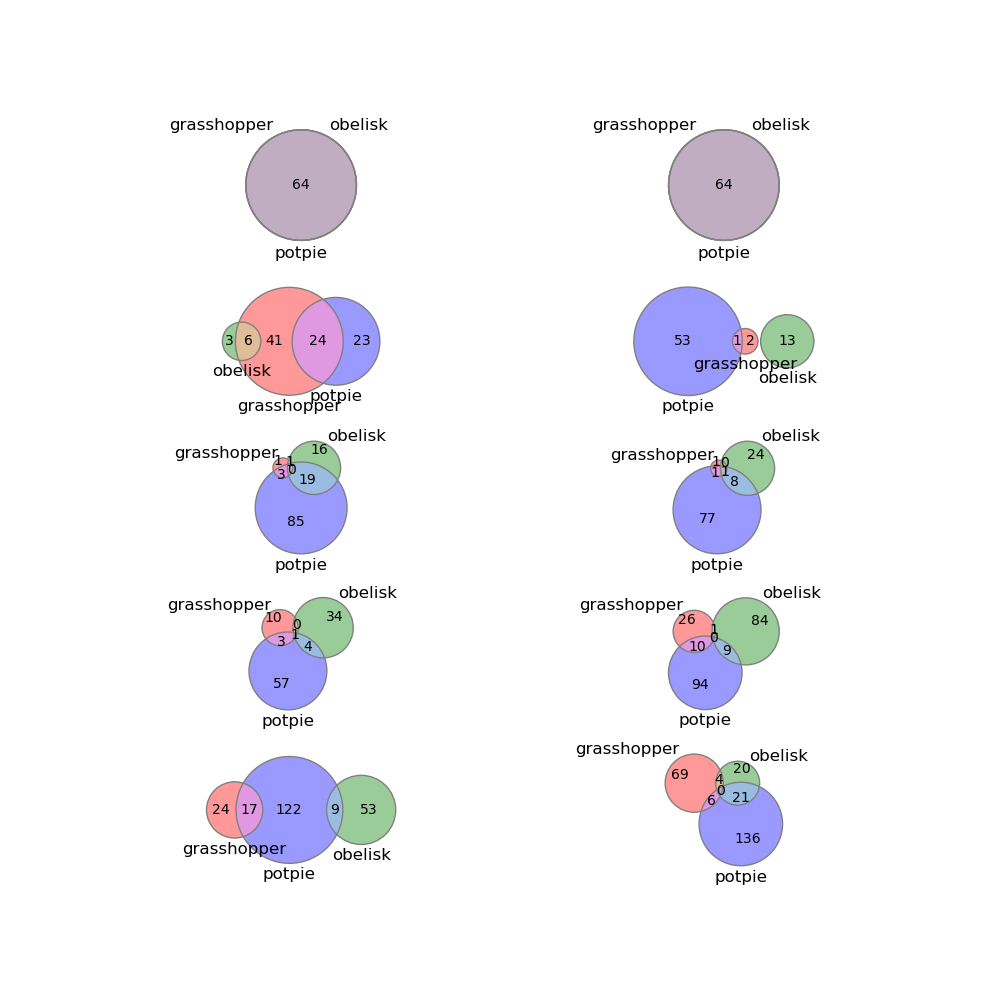 grasshopper obelisk
64
potpie
grasshopper obelisk
64
potpie
3 6 41 24 23
obelisk
potpie
grasshopper
53 1 2 13
grasshopper
obelisk
potpie
obelisk
grasshopper
16
1 1
0
3 19
85
potpie
obelisk
grasshopper
24
1 0
1 1
8
77
potpie
obelisk
grasshopper
10 0 34
1
3 4
57
potpie
obelisk
grasshopper
26 1 84
0
10 9
94
potpie
24 17 122 9 53
grasshopper
obelisk
potpie
grasshopper
obelisk
69 4 20
0
6 21
136
potpie